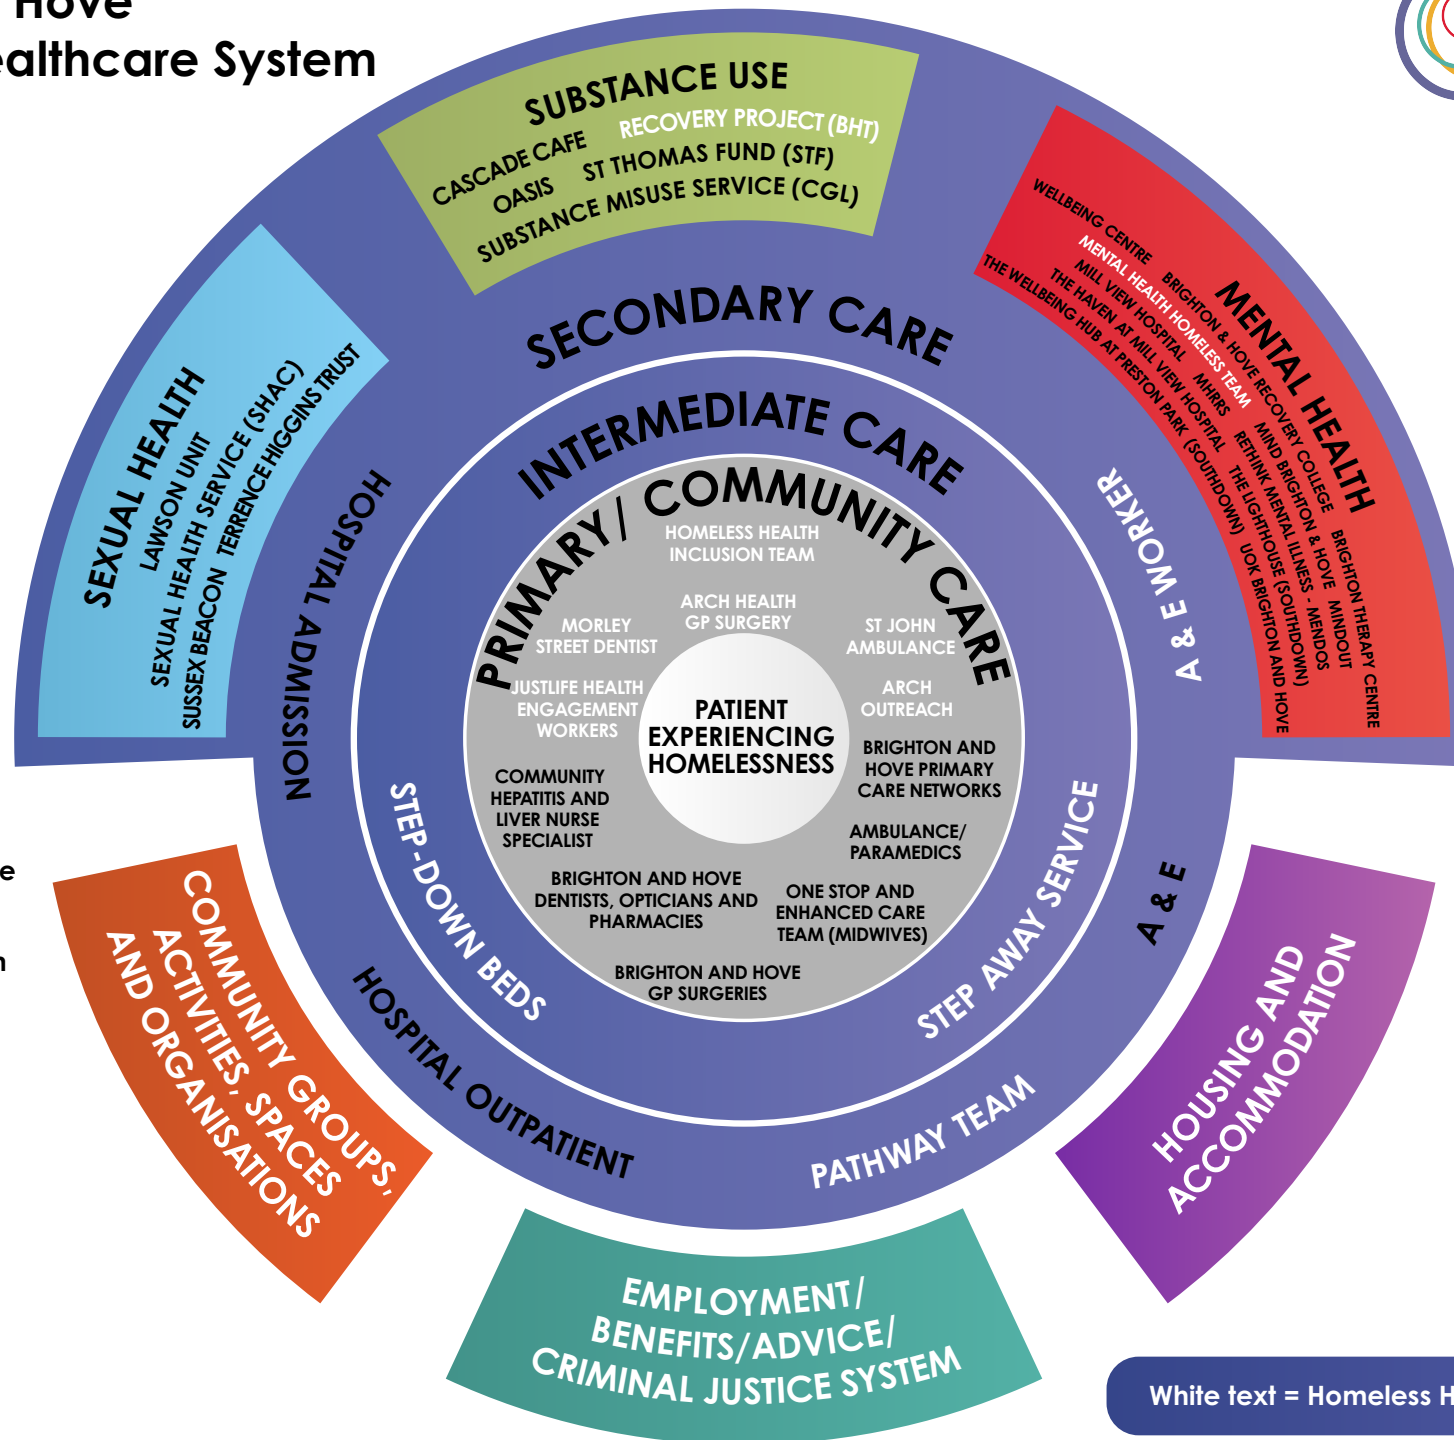 Hove
ealthcare System
SUBSTANCE USE
CASCADE CAFE RECOVERY PROJECT (BHT)
OASIS ST THOMAS FUND (STF)
SUBSTANCE MISUSE SERVICE (CGL)
MENTAL HEALTH
WELLBEING CENTRE BRIGHTON & HOVE RECOVERY COLLEGE BRIGHTON THERAPY CENTRE
MENTAL HEALTH HOMELESS TEAM MIND BRIGHTON & HOVE MINDOUT
MILL VIEW HOSPITAL MHRRS RETHINK MENTAL ILLNESS - MENDOS
THE HAVEN AT MILL VIEW HOSPITAL THE LIGHTHOUSE (SOUTHDOWN)
THE WELLBEING HUB AT PRESTON PARK (SOUTHDOWN) UOK BRIGHTON AND HOVE
SEXUAL HEALTH
LAWSON UNIT
SEXUAL HEALTH SERVICE (SHAC)
SUSSEX BEACON TERRENCE HIGGINS TRUST
SECONDARY CARE
HOSPITAL ADMISSION
A & E WORKER
A & E
HOSPITAL OUTPATIENT
PATHWAY TEAM
INTERMEDIATE CARE
STEP-DOWN BEDS
STEP AWAY SERVICE
PRIMARY/ COMMUNITY CARE
HOMELESS HEALTH
INCLUSION TEAM
ARCH HEALTH
GP SURGERY
MORLEY
STREET DENTIST
ST JOHN
AMBULANCE
JUSTLIFE HEALTH
ENGAGEMENT
WORKERS
ARCH
OUTREACH
PATIENT
EXPERIENCING
HOMELESSNESS
BRIGHTON AND
HOVE PRIMARY
CARE NETWORKS
COMMUNITY
HEPATITIS AND
LIVER NURSE
SPECIALIST
AMBULANCE/
PARAMEDICS
BRIGHTON AND HOVE
DENTISTS, OPTICIANS AND
PHARMACIES
ONE STOP AND
ENHANCED CARE
TEAM (MIDWIVES)
BRIGHTON AND HOVE
GP SURGERIES
e
n
COMMUNITY GROUPS,
ACTIVITIES, SPACES
AND ORGANISATIONS
HOUSING AND
ACCOMMODATION
EMPLOYMENT/
BENEFITS/ADVICE/
CRIMINAL JUSTICE SYSTEM
White text = Homeless H